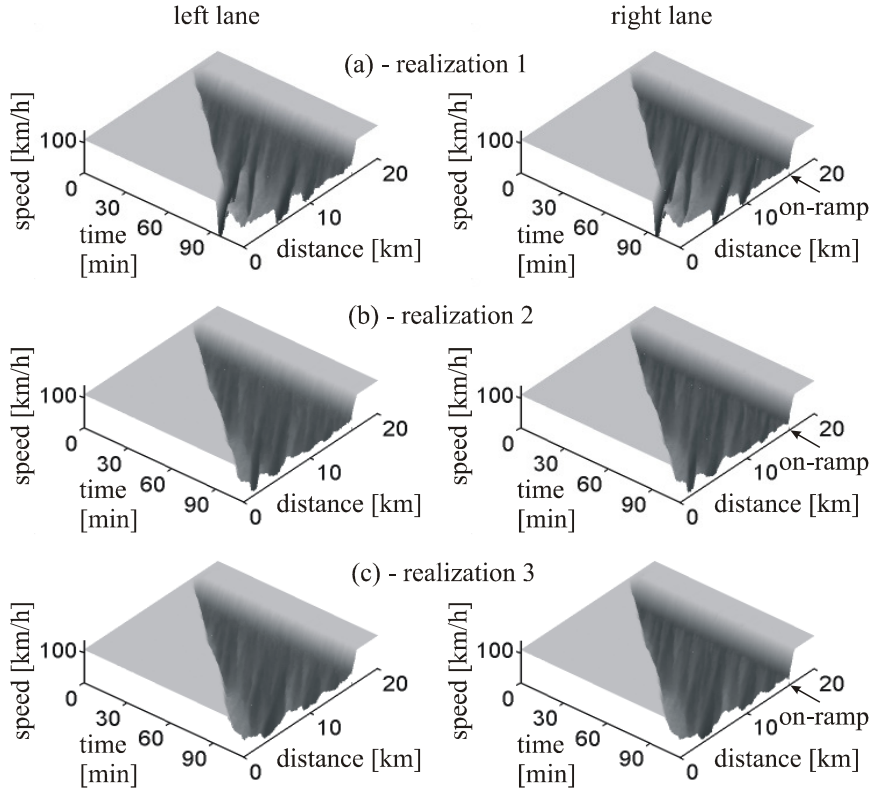 left lane
right lane
(a) - realization 1
speed [km/h]
100
0
30
60
90
time
[min]
0
10
20
distance [km]
speed [km/h]
100
0
30
60
90
time
[min]
0
10
20
on-ramp
distance [km]
(b) - realization 2
speed [km/h]
100
0
30
60
90
time
[min]
0
10
20
distance [km]
speed [km/h]
100
0
30
60
90
time
[min]
0
10
20
on-ramp
distance [km]
(c) - realization 3
speed [km/h]
100
0
30
60
90
time
[min]
0
10
20
distance [km]
speed [km/h]
100
0
30
60
90
time
[min]
0
10
20
on-ramp
distance [km]